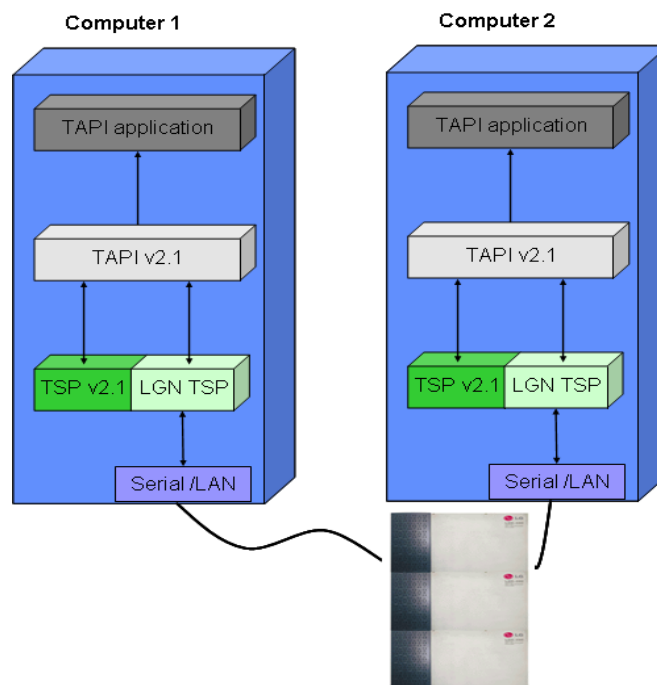 Computer 1
Computer 2
TAPI application
TAPI application
TAPI v2.1
TAPI v2.1
TSP v2.1
LGN TSP
TSP v2.1
LGN TSP
Serial /LAN
Serial /LAN